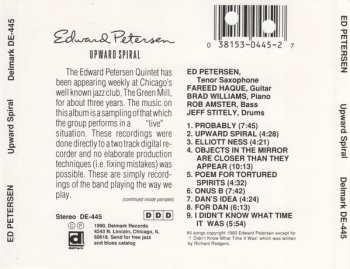 ED PETERSEN
Upward Spiral
Delmark DE-445
Edward Petersen
UPWARD SPIRAL
The Edward Petersen Quintet has
been appearing weekly at Chicago's
well known jazz club, The Green Mill,
for about three years. The music on
this album is a sampling of that which
the group performs in a "live"
situation. These recordings were
done directly to a two track digital re-
corder and no elaborate production
techniques (i.e. fixing mistakes) was
possible. These are simply record-
ings of the band playing the way we
play.
(continued inside panels)
Stereo DE-445
D D D
℗ 1990, Delmark Records
4243 N. Lincoln, Chicago, IL
60618. Send for free jazz
and blues catalog
0 38153-0445-2 7
ED PETERSEN,
Tenor Saxophone
FAREED HAQUE, Guitar
BRAD WILLIAMS, Piano
ROB AMSTER, Bass
JEFF STITELY, Drums
1. PROBABLY (7:45)
2. UPWARD SPIRAL (4:28)
3. ELLIOTT NESS (4:21)
4. OBJECTS IN THE MIRROR
ARE CLOSER THAN THEY
APPEAR (10:13)
5. POEM FOR TORTURED
SPIRITS (4:32)
6. ONUS B (7:40)
7. DAN'S IDEA (4:24)
8. FOR DAN (6:13)
9. I DIDN'T KNOW WHAT TIME
IT WAS (5:54)
All songs copyright 1990 Edward Petersen except for
"I Didn't Know What Time It Was" which was written
by Richard Rodgers.
Delmark DE-445
Upward Spiral
ED PETERSEN